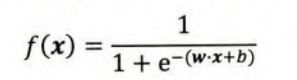 f(x) = 1 / (1 + e^{-(w·x+b)})